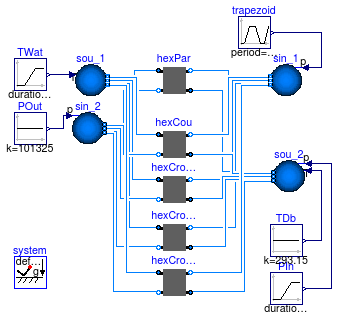 trapezoid
period=...
TWat
duratio...
sou_1
hexPar
sin_1
p
POut
k=101325
p
sin_2
hexCou
sou_2
p
hexCro...
hexCro...
TDb
k=293.15
system
def...
g
hexCro...
PIn
duratio...